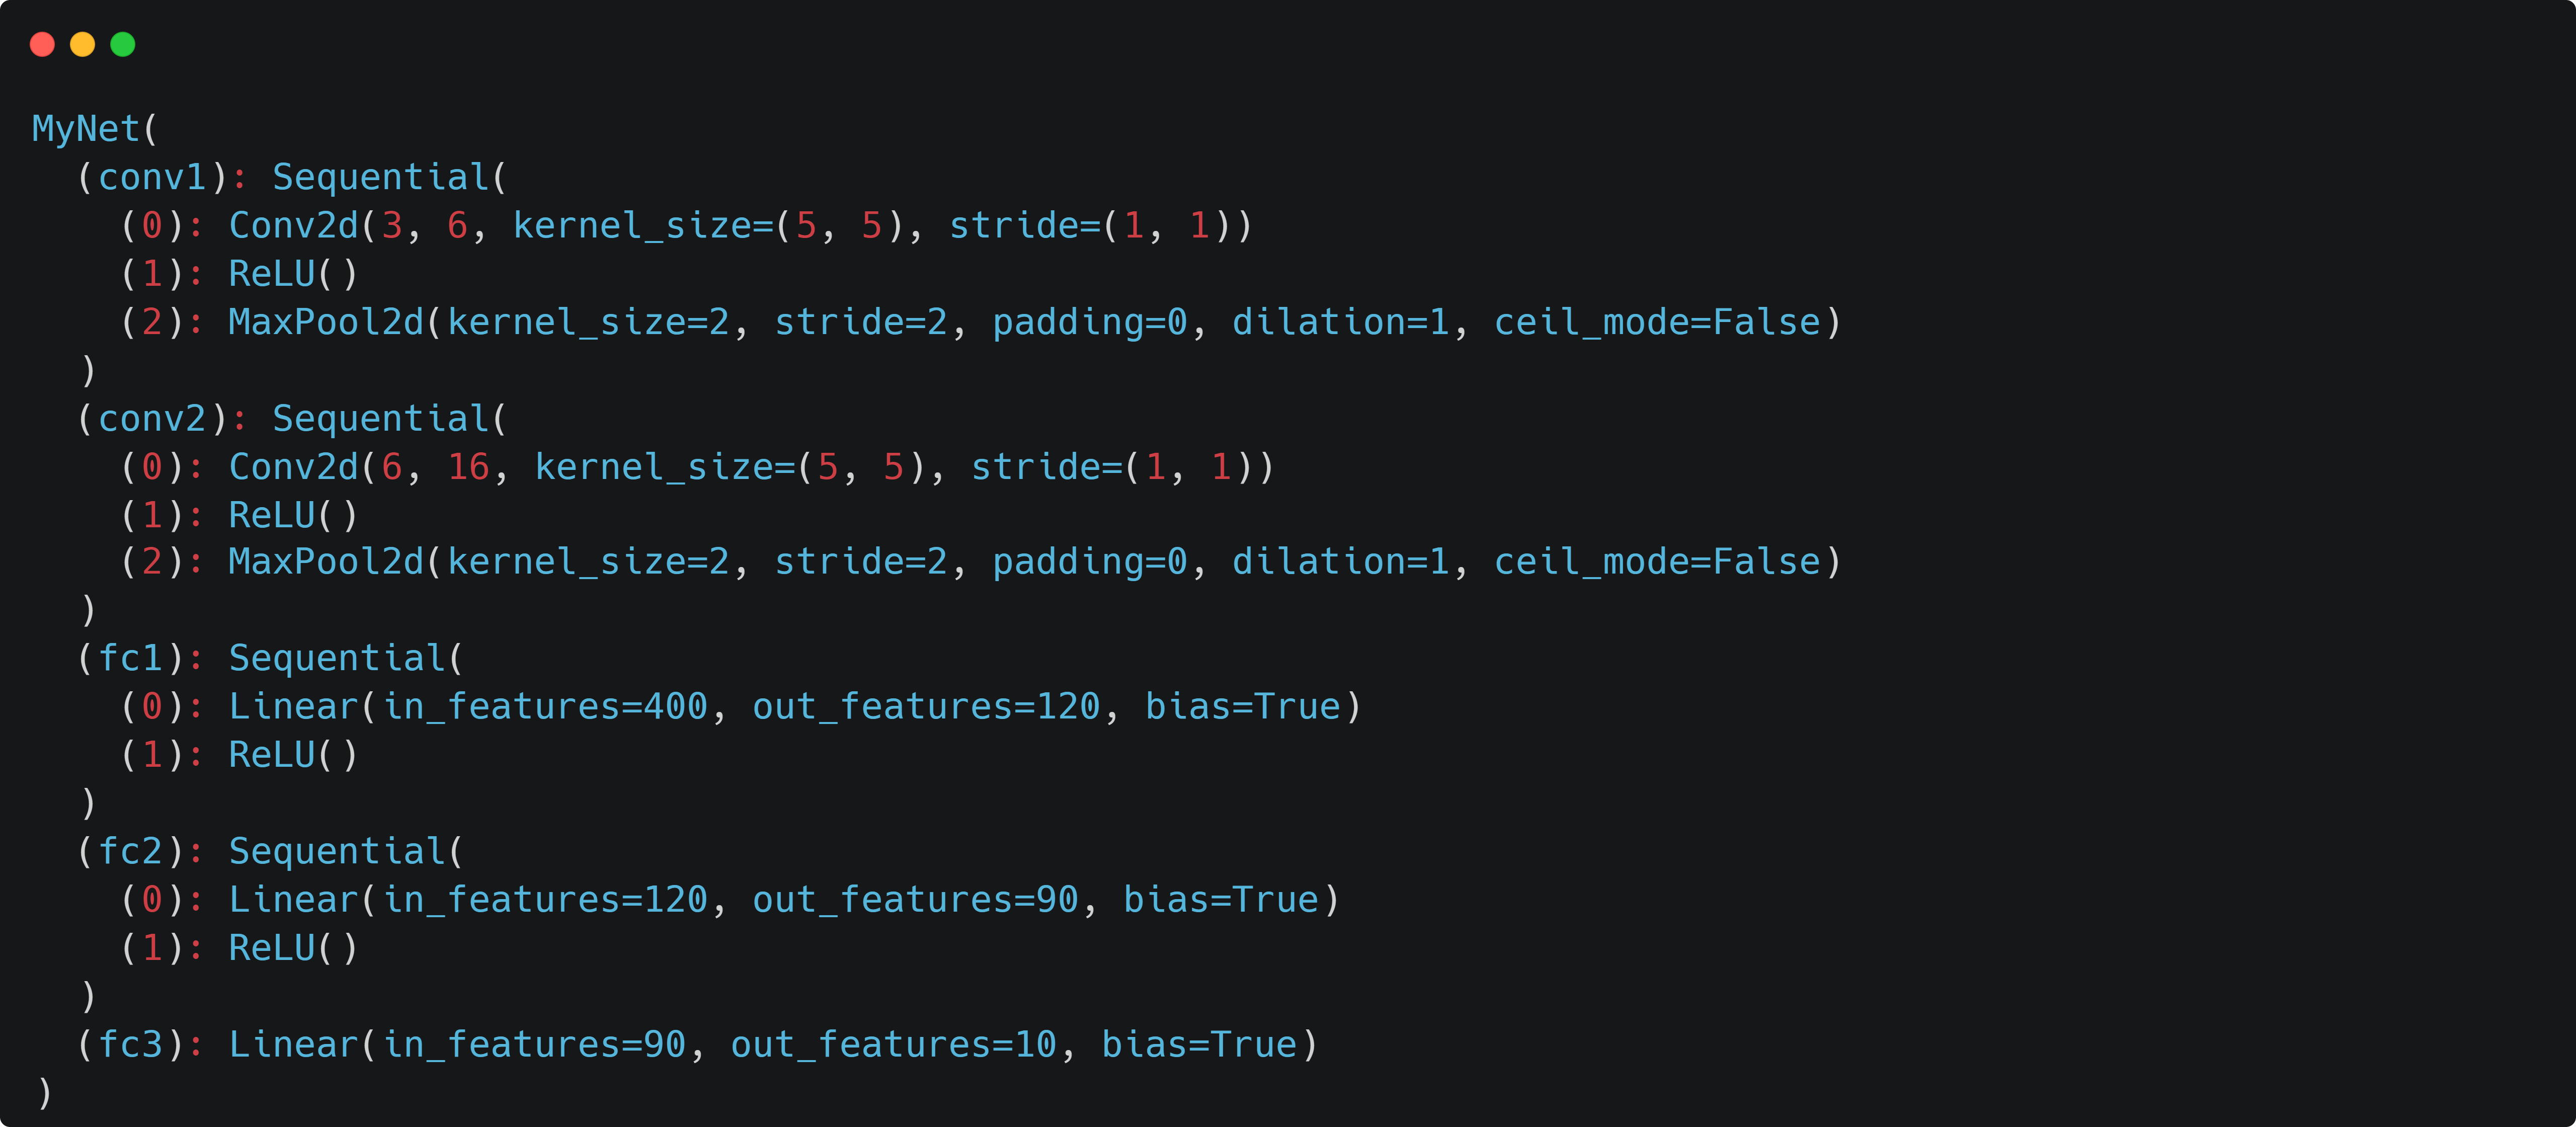 MyNet(
  (conv1): Sequential(
    (0): Conv2d(3, 6, kernel_size=(5, 5), stride=(1, 1))
    (1): ReLU()
    (2): MaxPool2d(kernel_size=2, stride=2, padding=0, dilation=1, ceil_mode=False)
  )
  (conv2): Sequential(
    (0): Conv2d(6, 16, kernel_size=(5, 5), stride=(1, 1))
    (1): ReLU()
    (2): MaxPool2d(kernel_size=2, stride=2, padding=0, dilation=1, ceil_mode=False)
  )
  (fc1): Sequential(
    (0): Linear(in_features=400, out_features=120, bias=True)
    (1): ReLU()
  )
  (fc2): Sequential(
    (0): Linear(in_features=120, out_features=90, bias=True)
    (1): ReLU()
  )
  (fc3): Linear(in_features=90, out_features=10, bias=True)
)